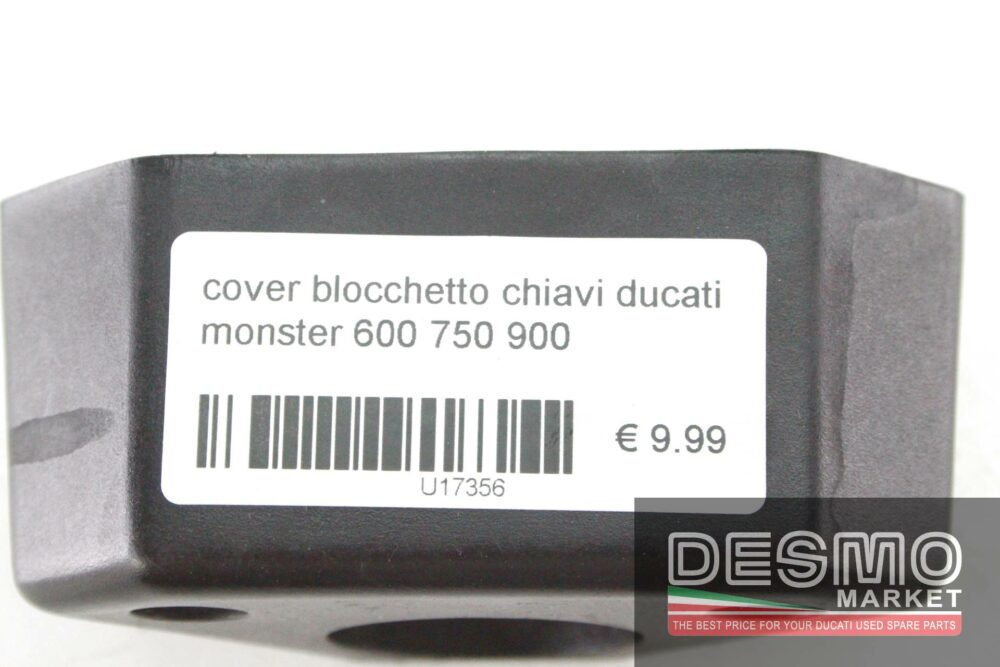 cover blocchetto chiavi ducati
monster 600 750 900
€ 9.99
U17356
DESMO
MARKET
THE BEST PRICE FOR YOUR DUCATI USED SPARE PARTS